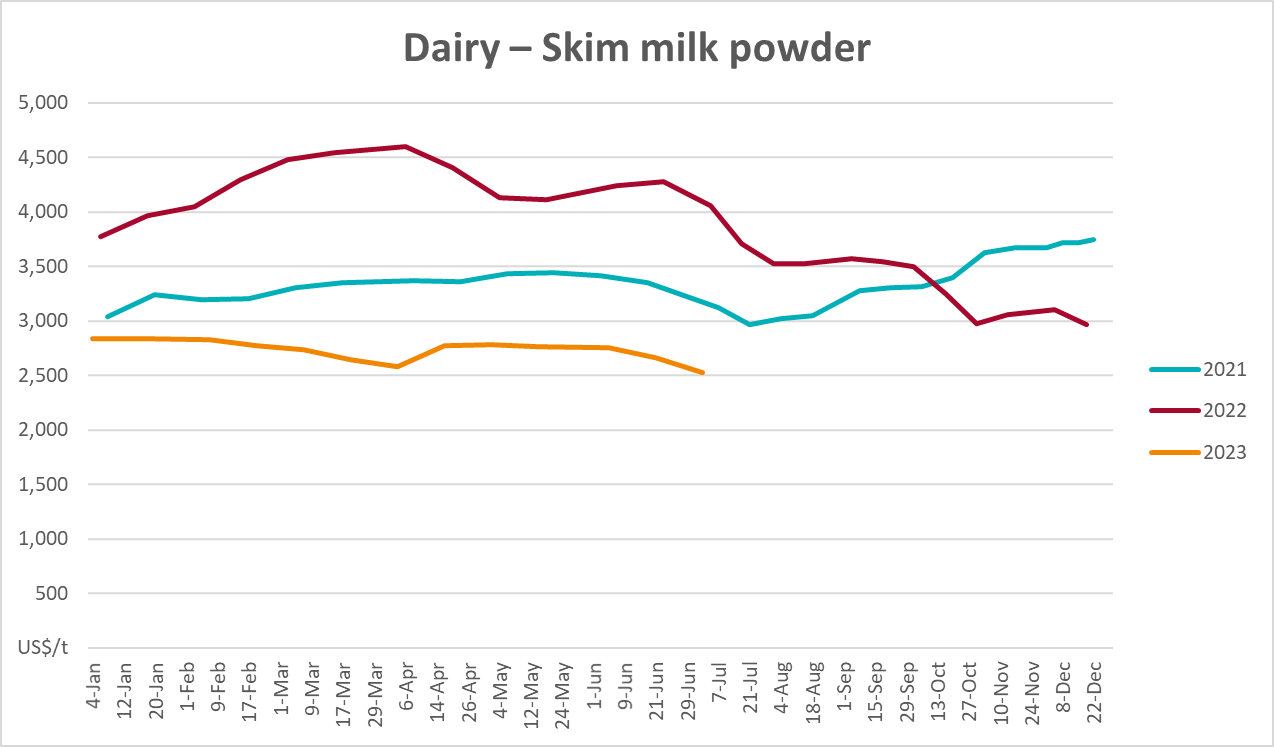 Dairy – Skim milk powder
5,000
4,500
4,000
3,500
3,000
2,500
2,000
1,500
1,000
500
US$/t
4-Jan
12-Jan
20-Jan
1-Feb
9-Feb
17-Feb
1-Mar
9-Mar
17-Mar
29-Mar
6-Apr
14-Apr
26-Apr
4-May
12-May
24-May
1-Jun
9-Jun
21-Jun
29-Jun
7-Jul
21-Jul
4-Aug
18-Aug
1-Sep
15-Sep
29-Sep
13-Oct
27-Oct
10-Nov
24-Nov
8-Dec
22-Dec
2021
2022
2023